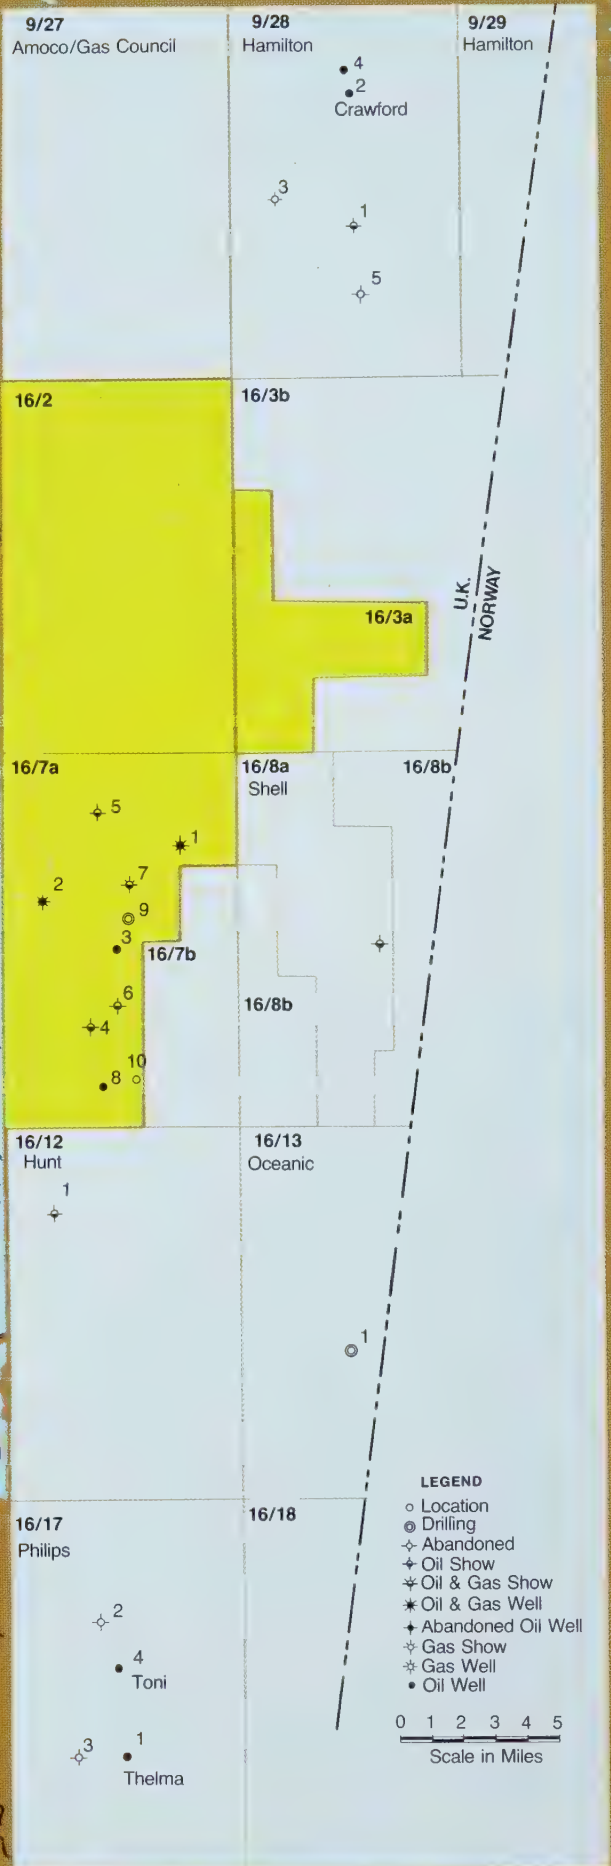 9/27
Amoco/Gas Council
9/28
Hamilton
9/29
Hamilton
4
2
Crawford
3
1
5
16/2
16/3b
16/3a
U.K.
NORWAY
16/7a
16/8a
Shell
16/8b
5
1
7
2
9
3
16/7b
6
16/8b
4
10
8
16/12
Hunt
16/13
Oceanic
1
1
LEGEND
Location
Drilling
Abandoned
Oil Show
Oil & Gas Show
Oil & Gas Well
Abandoned Oil Well
Gas Show
Gas Well
Oil Well
16/17
Philips
16/18
2
4
Toni
3
1
Thelma
0 1 2 3 4 5
Scale in Miles